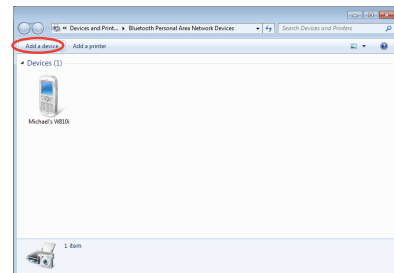 « Devices and Print... ▸ Bluetooth Personal Area Network Devices
Search Devices and Printers
Add a device
Add a printer
Devices (1)
Michael's W810i
1 item